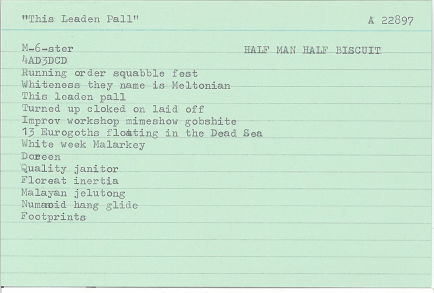 "This Leaden Pall" A 22897
M-6-ster HALF MAN HALF BISCUIT
4AD3DCD
Running order squabble fest
Whiteness they name is Meltonian
This leaden pall
Turned up cloked on laid off
Improv workshop mimeshow gobshite
13 Eurogoths floating in the Dead Sea
White week Malarkey
Doreen
Quality janitor
Floreat inertia
Malayan jelutong
Numanoid hang glide
Footprints